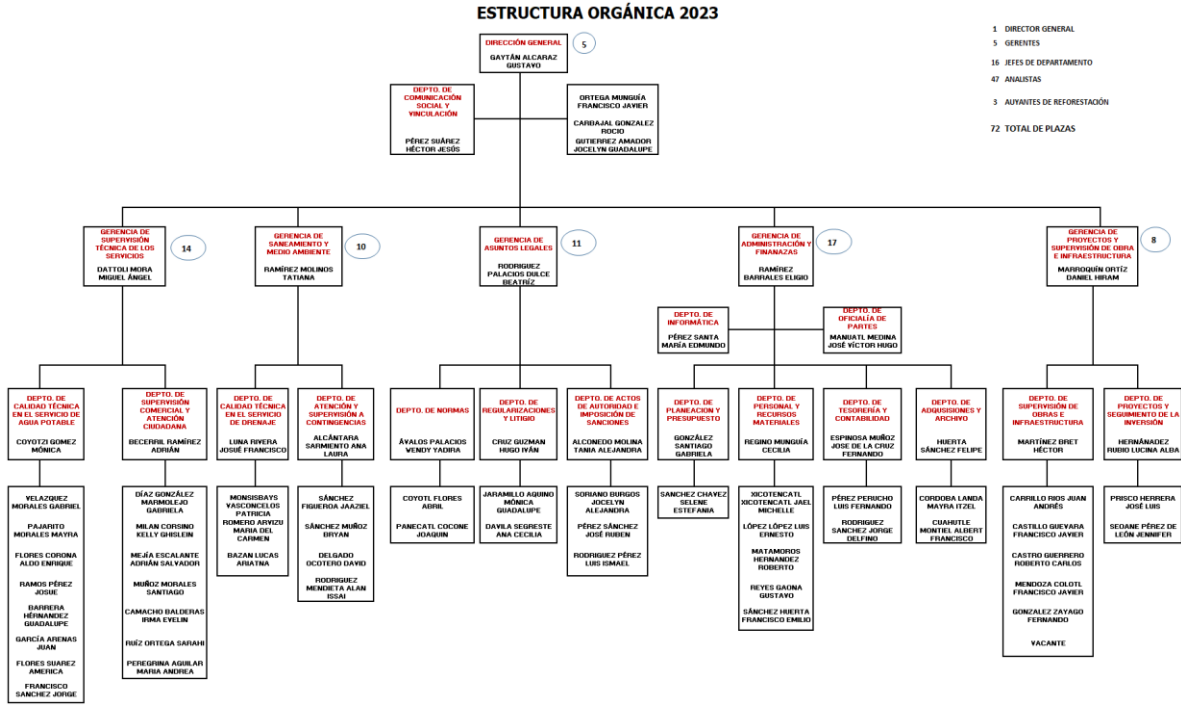 ESTRUCTURA ORGÁNICA 2023
1 DIRECTOR GENERAL
5 GERENTES
16 JEFES DE DEPARTAMENTO
47 ANALISTAS
3 AUYANTES DE REFORESTACIÓN
72 TOTAL DE PLAZAS
DIRECCIÓN GENERAL
GAYTÁN ALCARAZ
GUSTAVO
5
DEPTO. DE
COMUNICACIÓN
SOCIAL Y
VINCULACIÓN
PÉREZ SUÁREZ
HÉCTOR JESÚS
ORTEGA MUNGUÍA
FRANCISCO JAVIER
CARBAJAL GONZALEZ
ROCIO
GUTIERREZ AMADOR
JOCELYN GUADALUPE
GERENCIA DE
SUPERVISIÓN
TÉCNICA DE LOS
SERVICIOS
DATTOLI MORA
MIGUEL ÁNGEL
14
GERENCIA DE
SANEAMIENTO Y
MEDIO AMBIENTE
RAMÍREZ MOLINOS
TATIANA
10
GERENCIA DE
ASUNTOS LEGALES
RODRIGUEZ
PALACIOS DULCE
BEATRÍZ
11
GERENCIA DE
ADMINISTRACIÓN Y
FINANAZAS
RAMÍREZ
BARRALES ELIGIO
17
GERENCIA DE
PROYECTOS Y
SUPERVISIÓN DE OBRA
E INFRAESTRUCTURA
MARROQUÍN ORTÍZ
DANIEL HIRAM
8
DEPTO. DE
INFORMÁTICA
PÉREZ SANTA
MARÍA EDMUNDO
DEPTO. DE
OFICIALÍA DE
PARTES
MANUATL MEDINA
JOSÉ VÍCTOR HUGO
DEPTO. DE
CALIDAD TÉCNICA
EN EL SERVICIO DE
AGUA POTABLE
COYOTZI GOMEZ
MÓNICA
DEPTO. DE
SUPERVISIÓN
COMERCIAL Y
ATENCIÓN
CIUDADANA
BECERRIL RAMÍREZ
ADRIÁN
DEPTO. DE
CALIDAD TÉCNICA
EN EL SERVICIO
DE DRENAJE
LUNA RIVERA
JOSUÉ FRANCISCO
DEPTO. DE
ATENCIÓN Y
SUPERVISIÓN A
CONTINGENCIAS
ALCÁNTARA
SARMIENTO ANA
LAURA
DEPTO. DE NORMAS
ÁVALOS PALACIOS
WENDY YADIRA
DEPTO. DE
REGULARIZACIONES
Y LITIGIO
CRUZ GUZMAN
HUGO IVÁN
DEPTO. DE ACTOS
DE AUTORIDAD E
IMPOSICIÓN DE
SANCIONES
ALCONEDO MOLINA
TANIA ALEJANDRA
DEPTO. DE
PLANEACION Y
PRESUPUESTO
GONZÁLEZ
SANTIAGO
GABRIELA
DEPTO. DE
PERSONAL Y
RECURSOS
MATERIALES
REGINO MUNGUÍA
CECILIA
DEPTO. DE
TESORERÍA Y
CONTABILIDAD
ESPINOSA MUÑOZ
JOSE DE LA CRUZ
FERNANDO
DEPTO. DE
ADQUSISIONES Y
ARCHIVO
HUERTA
SÁNCHEZ FELIPE
DEPTO. DE
SUPERVISIÓN DE
OBRAS E
INFRAESTRUCTURA
MARTÍNEZ BRET
HÉCTOR
DEPTO. DE
PROYECTOS Y
SEGUIMIENTO DE LA
INVERSIÓN
HERNÁNADEZ
RUBIO LUCINA ALBA
VELAZQUEZ
MORALES GABRIEL
PAJARITO
MORALES MAYRA
FLORES CORONA
ALDO ENRIQUE
RAMOS PÉREZ
JOSUE
BARRERA
HÉRNANDEZ
GUADALUPE
GARCÍA ARENAS
JUAN
FLORES SUAREZ
AMERICA
FRANCISCO
SANCHEZ JORGE
DÍAZ GONZÁLEZ
MARMOLEJO
GABRIELA
MILAN CORSINO
KELLY GHISLEIN
MEJÍA ESCALANTE
ADRIÁN SALVADOR
MUÑOZ MORALES
SANTIAGO
CAMACHO BALDERAS
IRMA EVELIN
RUÍZ ORTEGA SARAHI
PEREGRINA AGUILAR
MARIA ANDREA
MONSISBAYS
VASCONCELOS
PATRICIA
ROMERO ARVIZU
MARIA DEL
CARMEN
BAZAN LUCAS
ARIATNA
SÁNCHEZ
FIGUEROA JAAZIEL
SÁNCHEZ MUÑOZ
BRYAN
DELGADO
OCOTERO DAVID
RODRIGUEZ
MENDIETA ALAN
ISSAI
COYOTL FLORES
ABRIL
PANECATL COCONE
JOAQUIN
JARAMILLO AQUINO
MÓNICA
GUADALUPE
DAVILA SEGRESTE
ANA CECILIA
SORIANO BURGOS
JOCELYN
ALEJANDRA
PÉREZ SÁNCHEZ
JOSÉ RUBEN
RODRIGUEZ PÉREZ
LUIS ISMAEL
SANCHEZ CHAVEZ
SELENE
ESTEFANIA
XICOTENCATL
XICOTENCATL JAEL
MICHELLE
LÓPEZ LÓPEZ LUIS
ERNESTO
MATAMOROS
HERNANDEZ
ROBERTO
REYES GAONA
GUSTAVO
SÁNCHEZ HUERTA
FRANCISCO EMILIO
PÉREZ PERUCHO
LUIS FERNANDO
RODRIGUEZ
SANCHEZ JORGE
DELFINO
CORDOBA LANDA
MAYRA ITZEL
CUAHUTLE
MONTIEL ALBERT
FRANCISCO
CARRILLO RIOS JUAN
ANDRÉS
CASTILLO GUEVARA
FRANCISCO JAVIER
CASTRO GUERRERO
ROBERTO CARLOS
MENDOZA COLOTL
FRANCISCO JAVIER
GONZALEZ ZAYAGO
FERNANDO
VACANTE
PRISCO HERRERA
JOSÉ LUIS
SEOANE PÉREZ DE
LEÓN JENNIFER